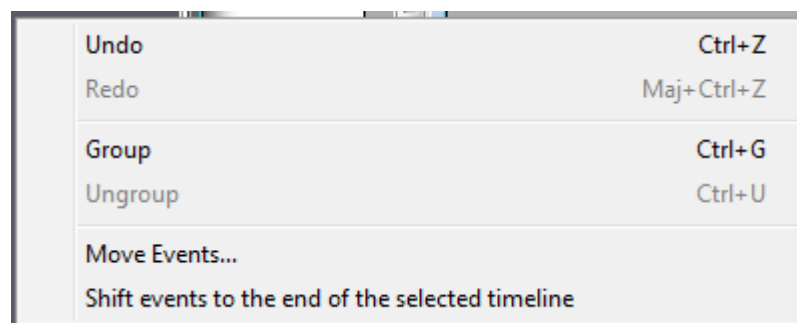 Undo Ctrl+Z
Redo Maj+Ctrl+Z
Group Ctrl+G
Ungroup Ctrl+U
Move Events...
Shift events to the end of the selected timeline